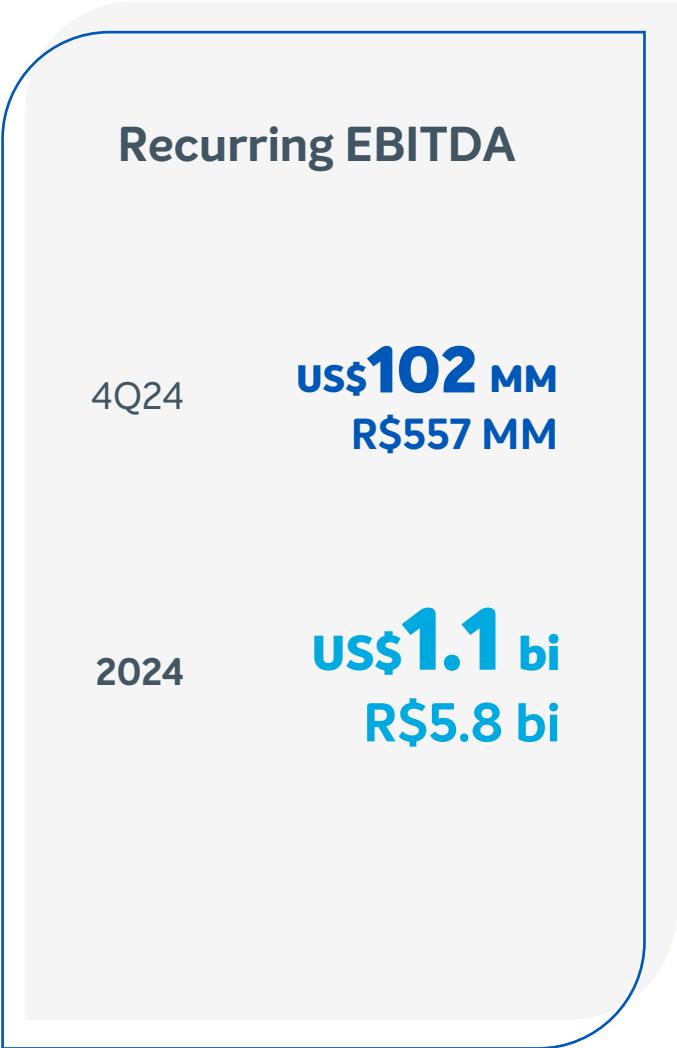 Recurring EBITDA
4Q24
US$102 MM
R$557 MM
2024
US$1.1 bi
R$5.8 bi